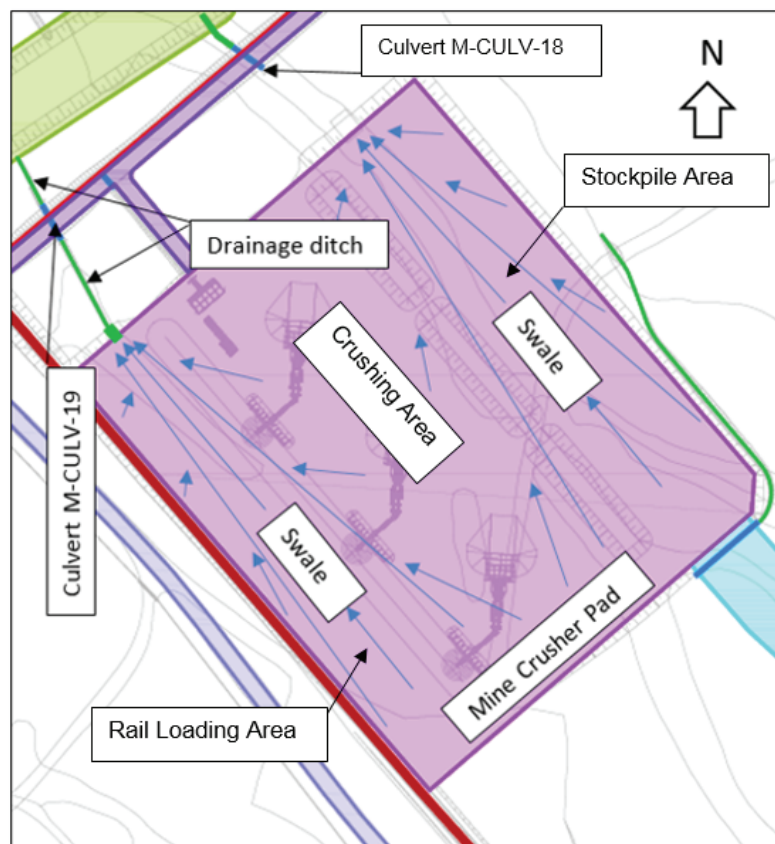 Culvert M-CULV-18
N
Stockpile Area
Drainage ditch
Swale
Crushing Area
Culvert M-CULV-19
Swale
Mine Crusher Pad
Rail Loading Area